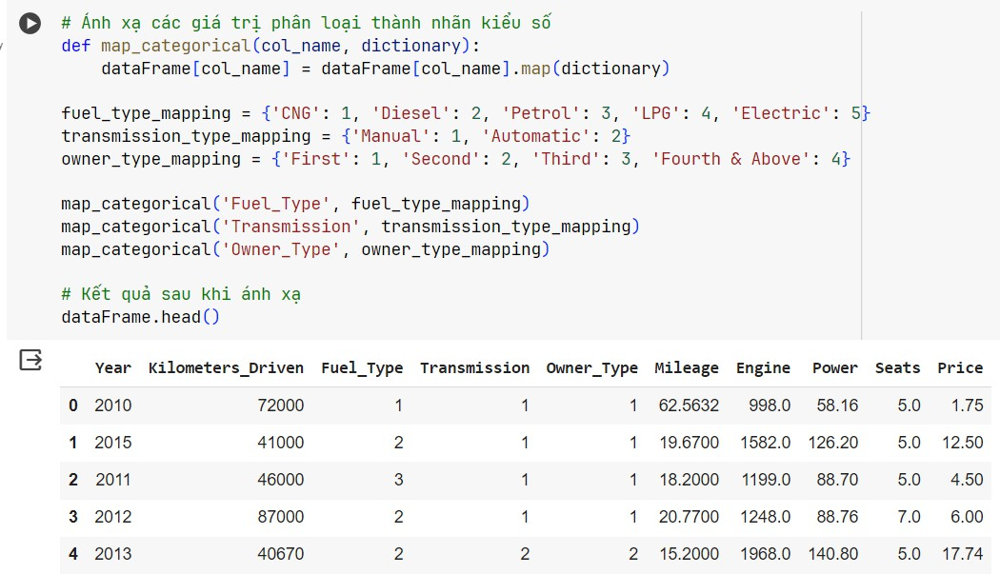 # Ánh xạ các giá trị phân loại thành nhãn kiểu số
def map_categorical(col_name, dictionary):
    dataFrame[col_name] = dataFrame[col_name].map(dictionary)
fuel_type_mapping = {'CNG': 1, 'Diesel': 2, 'Petrol': 3, 'LPG': 4, 'Electric': 5}
transmission_type_mapping = {'Manual': 1, 'Automatic': 2}
owner_type_mapping = {'First': 1, 'Second': 2, 'Third': 3, 'Fourth & Above': 4}
map_categorical('Fuel_Type', fuel_type_mapping)
map_categorical('Transmission', transmission_type_mapping)
map_categorical('Owner_Type', owner_type_mapping)
# Kết quả sau khi ánh xạ
dataFrame.head()
Year Kilometers_Driven Fuel_Type Transmission Owner_Type Mileage Engine Power Seats Price
0 2010 72000 1 1 1 62.5632 998.0 58.16 5.0 1.75
1 2015 41000 2 1 1 19.6700 1582.0 126.20 5.0 12.50
2 2011 46000 3 1 1 18.2000 1199.0 88.70 5.0 4.50
3 2012 87000 2 1 1 20.7700 1248.0 88.76 7.0 6.00
4 2013 40670 2 2 2 15.2000 1968.0 140.80 5.0 17.74